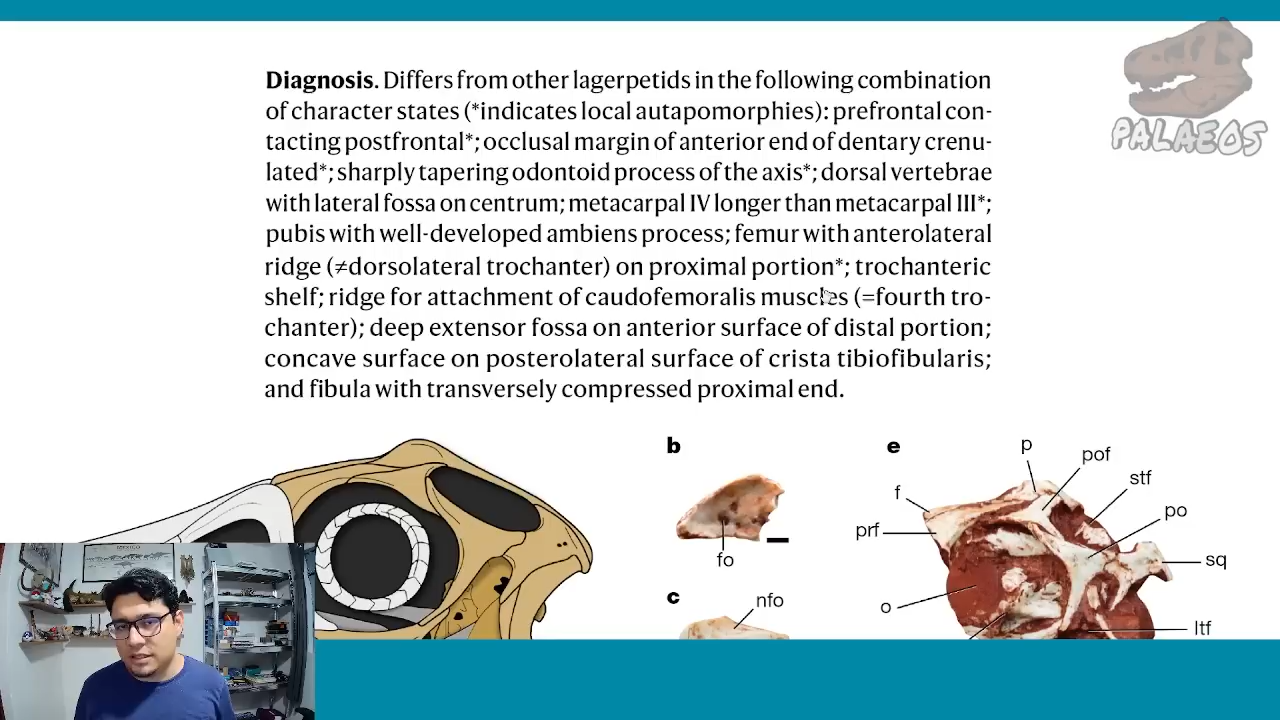 PALAEOS
Diagnosis. Differs from other lagerpetids in the following combination
of character states (*indicates local autapomorphies): prefrontal con-
tacting postfrontal*; occlusal margin of anterior end of dentary crenu-
lated*; sharply tapering odontoid process of the axis*; dorsal vertebrae
with lateral fossa on centrum; metacarpal IV longer than metacarpal III*;
pubis with well-developed ambiens process; femur with anterolateral
ridge (≠dorsolateral trochanter) on proximal portion*; trochanteric
shelf; ridge for attachment of caudofemoralis muscles (=fourth tro-
chanter); deep extensor fossa on anterior surface of distal portion;
concave surface on posterolateral surface of crista tibiofibularis;
and fibula with transversely compressed proximal end.
b
fo
c
nfo
e
p
pof
stf
f
po
prf
sq
o
ltf
MEXICO